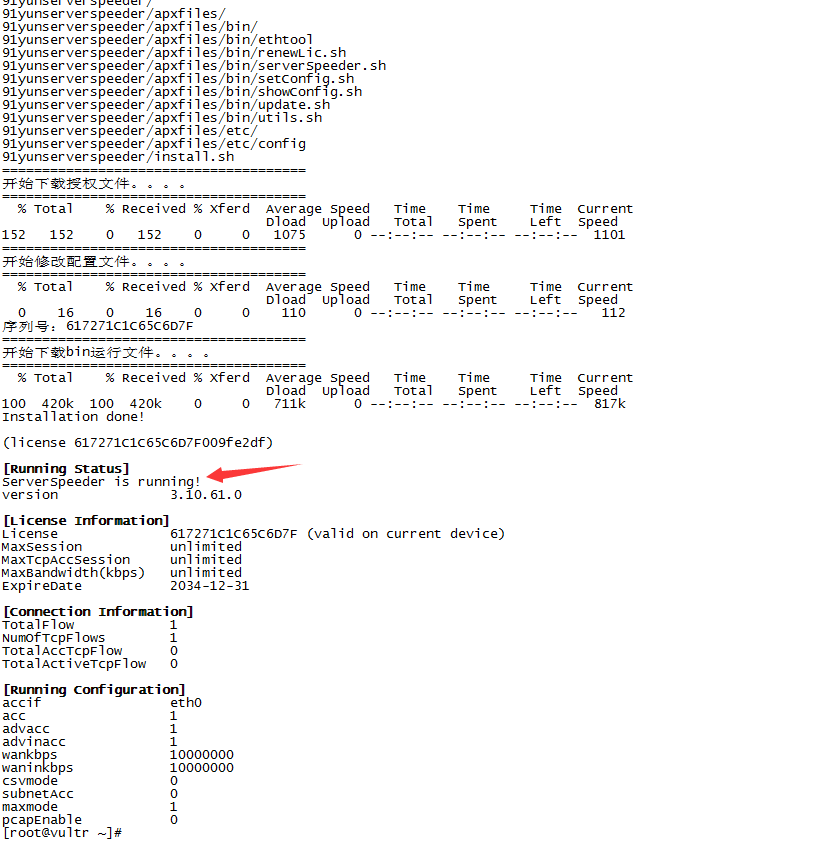 91yunserverspeeder/
91yunserverspeeder/apxfiles/
91yunserverspeeder/apxfiles/bin/
91yunserverspeeder/apxfiles/bin/ethtool
91yunserverspeeder/apxfiles/bin/renewLic.sh
91yunserverspeeder/apxfiles/bin/serverSpeeder.sh
91yunserverspeeder/apxfiles/bin/setConfig.sh
91yunserverspeeder/apxfiles/bin/showConfig.sh
91yunserverspeeder/apxfiles/bin/update.sh
91yunserverspeeder/apxfiles/bin/utils.sh
91yunserverspeeder/apxfiles/etc/
91yunserverspeeder/apxfiles/etc/config
91yunserverspeeder/install.sh
======================================
开始下载授权文件。。。。
======================================
  % Total    % Received % Xferd  Average Speed   Time    Time     Time  Current
                                 Dload  Upload   Total   Spent    Left  Speed
152   152    0   152    0     0   1075      0 --:--:-- --:--:-- --:--:--  1101
======================================
开始修改配置文件。。。。
======================================
  % Total    % Received % Xferd  Average Speed   Time    Time     Time  Current
                                 Dload  Upload   Total   Spent    Left  Speed
  0    16    0    16    0     0    110      0 --:--:-- --:--:-- --:--:--   112
序列号：617271C1C65C6D7F
======================================
开始下载bin运行文件。。。。
======================================
  % Total    % Received % Xferd  Average Speed   Time    Time     Time  Current
                                 Dload  Upload   Total   Spent    Left  Speed
100  420k  100  420k    0     0   711k      0 --:--:-- --:--:-- --:--:--  817k
Installation done!
(license 617271C1C65C6D7F009fe2df)
[Running Status]
ServerSpeeder is running!
version              3.10.61.0
[License Information]
License              617271C1C65C6D7F (valid on current device)
MaxSession           unlimited
MaxTcpAccSession     unlimited
MaxBandwidth(kbps)   unlimited
ExpireDate           2034-12-31
[Connection Information]
TotalFlow            1
NumOfTcpFlows        1
TotalAccTcpFlow      0
TotalActiveTcpFlow   0
[Running Configuration]
accif                eth0
acc                  1
advacc               1
advinacc             1
wankbps              10000000
waninkbps            10000000
csvmode              0
subnetAcc            0
maxmode              1
pcapEnable           0
[root@vultr ~]#